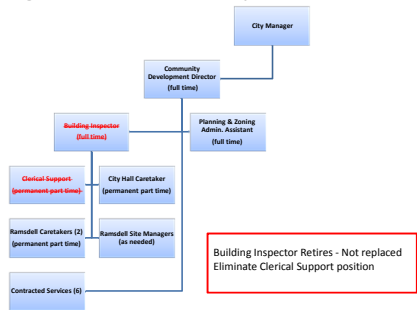 City Manager
Community
Development Director
(full time)
Building Inspector
(full time)
Planning & Zoning
Admin. Assistant
(full time)
Clerical Support
(permanent part time)
City Hall Caretaker
(permanent part time)
Ramsdell Caretakers (2)
(permanent part time)
Ramsdell Site Managers
(as needed)
Building Inspector Retires - Not replaced
Eliminate Clerical Support position
Contracted Services (6)